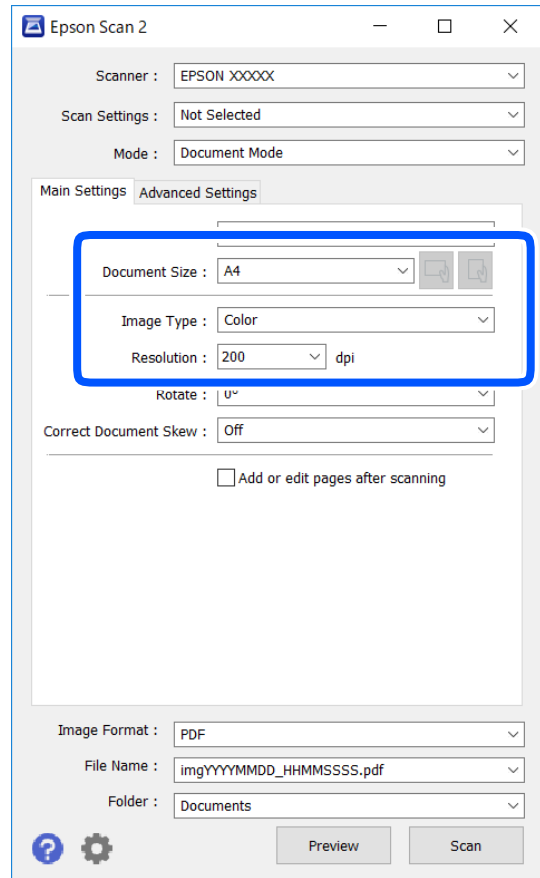 Epson Scan 2
Scanner : EPSON XXXXX
Scan Settings : Not Selected
Mode : Document Mode
Main Settings Advanced Settings
Document Size : A4
Image Type : Color
Resolution : 200 dpi
Rotate : 0°
Correct Document Skew : Off
Add or edit pages after scanning
Image Format : PDF
File Name : imgYYYYMMDD_HHMMSSSS.pdf
Folder : Documents
? Preview Scan